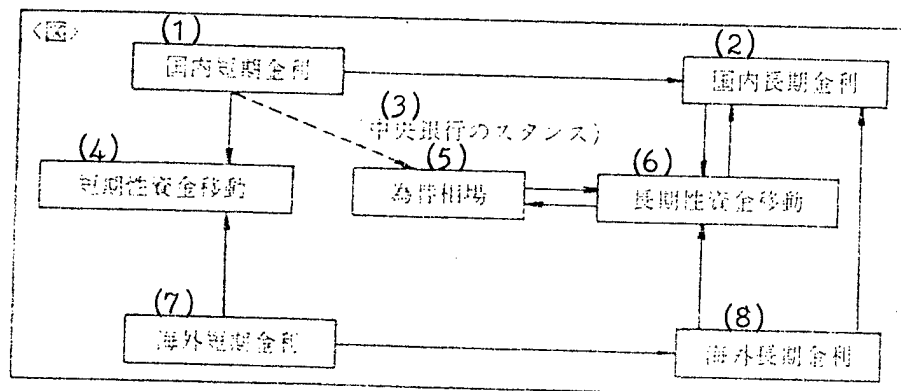 〈図〉
(1)
国内短期金利
(2)
国内長期金利
(3)
(中央銀行のスタンス)
(4)
短期性資金移動
(5)
為替相場
(6)
長期性資金移動
(7)
海外短期金利
(8)
海外長期金利